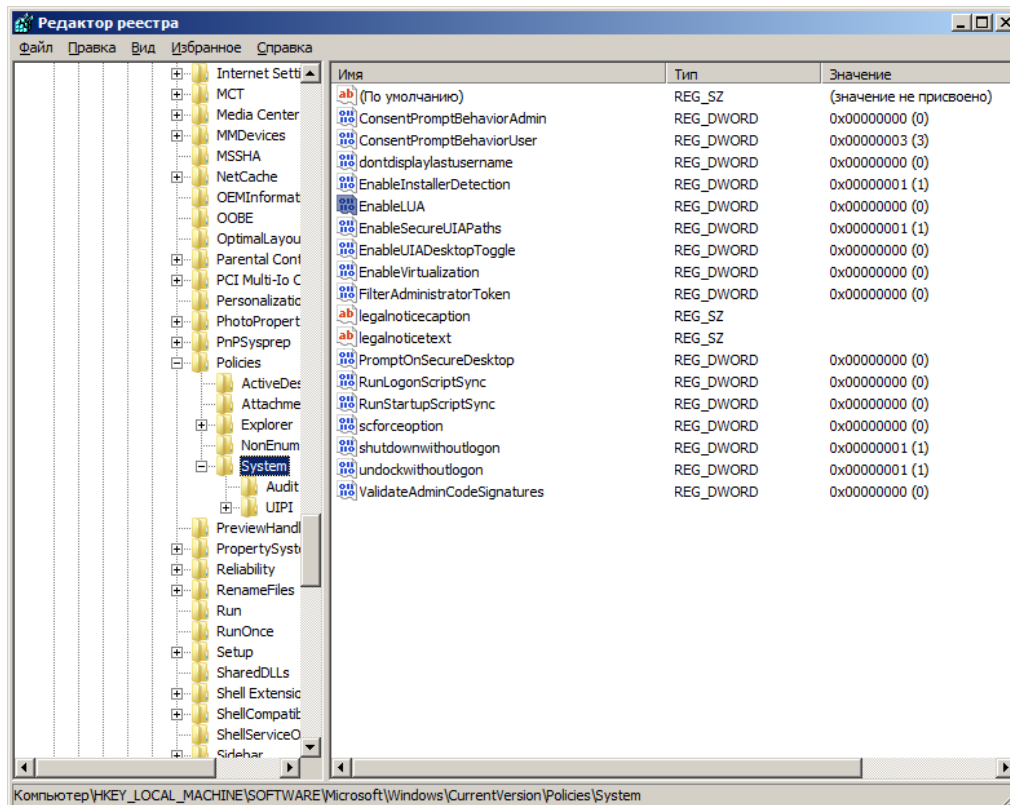 Редактор реестра
Файл Правка Вид Избранное Справка
Internet Setti
MCT
Media Center
MMDevices
MSSHA
NetCache
OEMInformat
OOBE
OptimalLayou
Parental Cont
PCI Multi-Io C
Personalizatio
PhotoPropert
PnPSysprep
Policies
ActiveDes
Attachme
Explorer
NonEnum
System
Audit
UIPI
PreviewHandl
PropertySyste
Reliability
RenameFiles
Run
RunOnce
Setup
SharedDLLs
Shell Extensio
ShellCompatib
ShellServiceO
Sidebar
Имя Тип Значение
(По умолчанию) REG_SZ (значение не присвоено)
ConsentPromptBehaviorAdmin REG_DWORD 0x00000000 (0)
ConsentPromptBehaviorUser REG_DWORD 0x00000003 (3)
dontdisplaylastusername REG_DWORD 0x00000000 (0)
EnableInstallerDetection REG_DWORD 0x00000001 (1)
EnableLUA REG_DWORD 0x00000000 (0)
EnableSecureUIAPaths REG_DWORD 0x00000001 (1)
EnableUIADesktopToggle REG_DWORD 0x00000000 (0)
EnableVirtualization REG_DWORD 0x00000000 (0)
FilterAdministratorToken REG_DWORD 0x00000000 (0)
legalnoticecaption REG_SZ
legalnoticetext REG_SZ
PromptOnSecureDesktop REG_DWORD 0x00000000 (0)
RunLogonScriptSync REG_DWORD 0x00000000 (0)
RunStartupScriptSync REG_DWORD 0x00000000 (0)
scforceoption REG_DWORD 0x00000000 (0)
shutdownwithoutlogon REG_DWORD 0x00000001 (1)
undockwithoutlogon REG_DWORD 0x00000001 (1)
ValidateAdminCodeSignatures REG_DWORD 0x00000000 (0)
Компьютер\HKEY_LOCAL_MACHINE\SOFTWARE\Microsoft\Windows\CurrentVersion\Policies\System